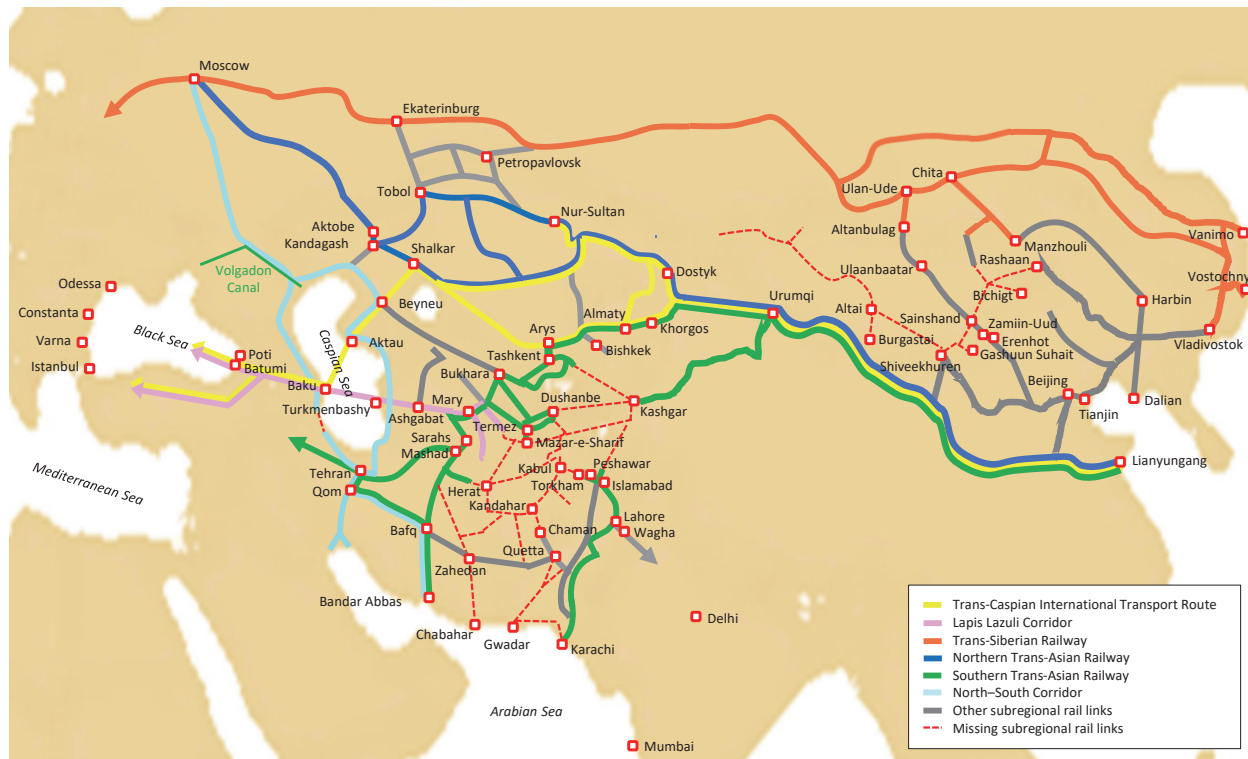 Moscow
Ekaterinburg
Petropavlovsk
Tobol
Nur-Sultan
Aktobe
Kandagash
Shalkar
Volgadon
Canal
Odessa
Constanta
Varna
Istanbul
Black Sea
Poti
Batumi
Caspian Sea
Beyneu
Aktau
Baku
Turkmenbashy
Ashgabat
Mary
Bukhara
Tashkent
Arys
Almaty
Bishkek
Khorgos
Dostyk
Urumqi
Dushanbe
Termez
Kashgar
Mazar-e-Sharif
Sarahs
Mashad
Kabul
Peshawar
Torkham
Islamabad
Herat
Kandahar
Tehran
Qom
Mediterranean Sea
Bafq
Chaman
Lahore
Wagha
Quetta
Zahedan
Bandar Abbas
Chabahar
Gwadar
Karachi
Delhi
Arabian Sea
Mumbai
Ulan-Ude
Chita
Altanbulag
Manzhouli
Rashaan
Vanimo
Vostochny
Ulaanbaatar
Bichigt
Altai
Burgastai
Sainshand
Zamiin-Uud
Erenhot
Gashuun Suhait
Shiveekhuren
Harbin
Vladivostok
Beijing
Tianjin
Dalian
Lianyungang
Trans-Caspian International Transport Route
Lapis Lazuli Corridor
Trans-Siberian Railway
Northern Trans-Asian Railway
Southern Trans-Asian Railway
North–South Corridor
Other subregional rail links
Missing subregional rail links